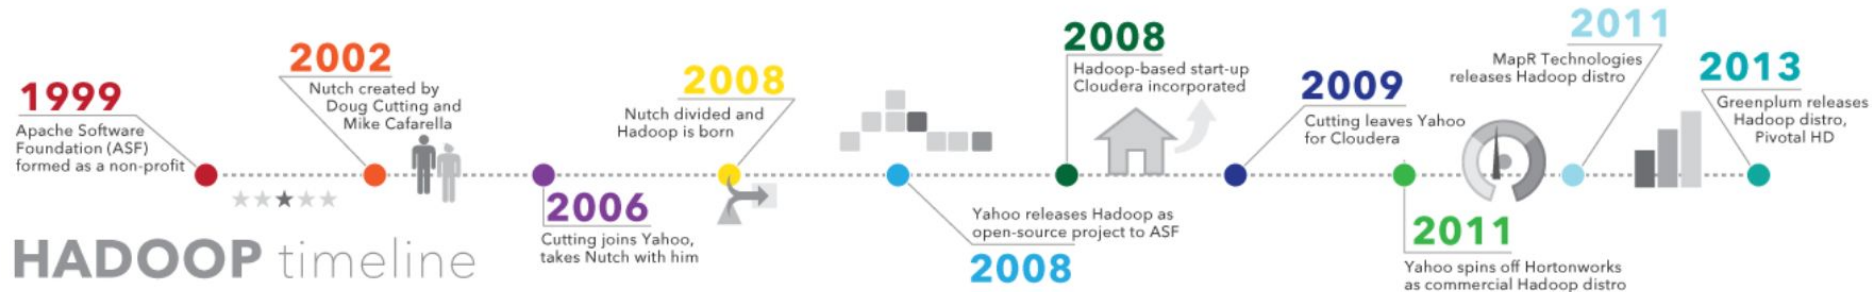 1999
Apache Software
Foundation (ASF)
formed as a non-profit
2002
Nutch created by
Doug Cutting and
Mike Cafarella
2006
Cutting joins Yahoo,
takes Nutch with him
2008
Nutch divided and
Hadoop is born
Yahoo releases Hadoop as
open-source project to ASF
2008
2008
Hadoop-based start-up
Cloudera incorporated
2009
Cutting leaves Yahoo
for Cloudera
2011
Yahoo spins off Hortonworks
as commercial Hadoop distro
2011
MapR Technologies
releases Hadoop distro
2013
Greenplum releases
Hadoop distro,
Pivotal HD
HADOOP timeline